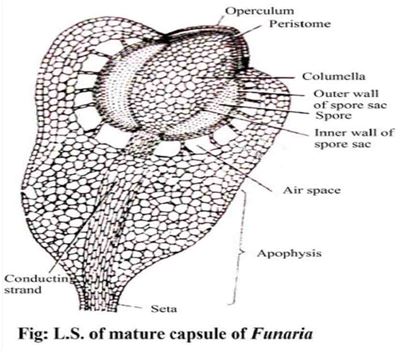 Operculum
Peristome
Columella
Outer wall
of spore sac
Spore
Inner wall of
spore sac
Air space
Apophysis
Conducting
strand
Seta
Fig: L.S. of mature capsule of Funaria